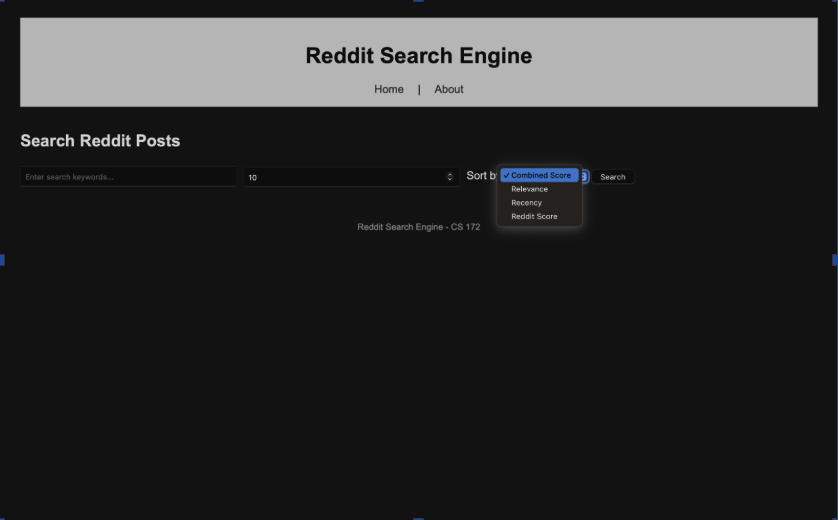 Reddit Search Engine
Home | About
Search Reddit Posts
Enter search keywords... 10 Sort b ✓ Combined Score Search
Relevance
Recency
Reddit Score
Reddit Search Engine - CS 172